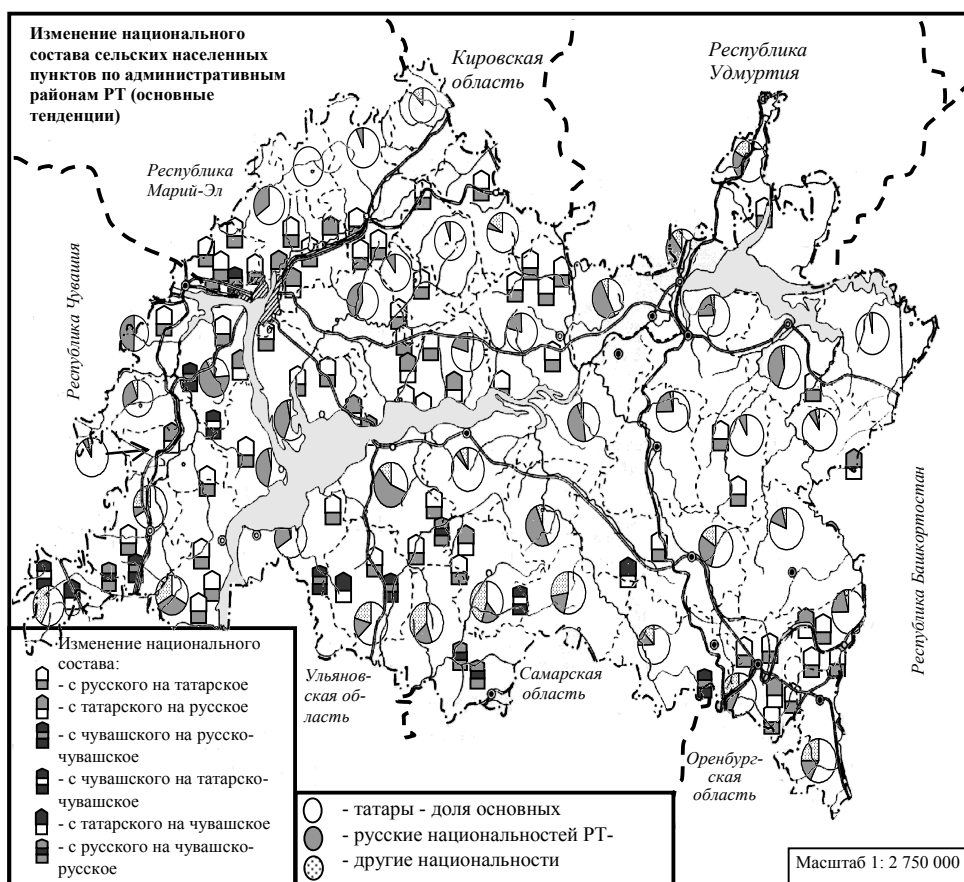 Изменение национального
состава сельских населенных
пунктов по административным
районам РТ (основные
тенденции)
Кировская
область
Республика
Удмуртия
Республика
Марий-Эл
Республика Чувашия
Республика Башкортостан
Ульянов-
ская об-
ласть
Самарская
область
Оренбург-
ская
область
Изменение национального
состава:
- с русского на татарское
- с татарского на русское
- с чувашского на русско-
чувашское
- с чувашского на татарско-
чувашское
- с татарского на чувашское
- с русского на чувашско-
русское
- татары - доля основных
- русские национальностей РТ-
- другие национальности
Масштаб 1: 2 750 000